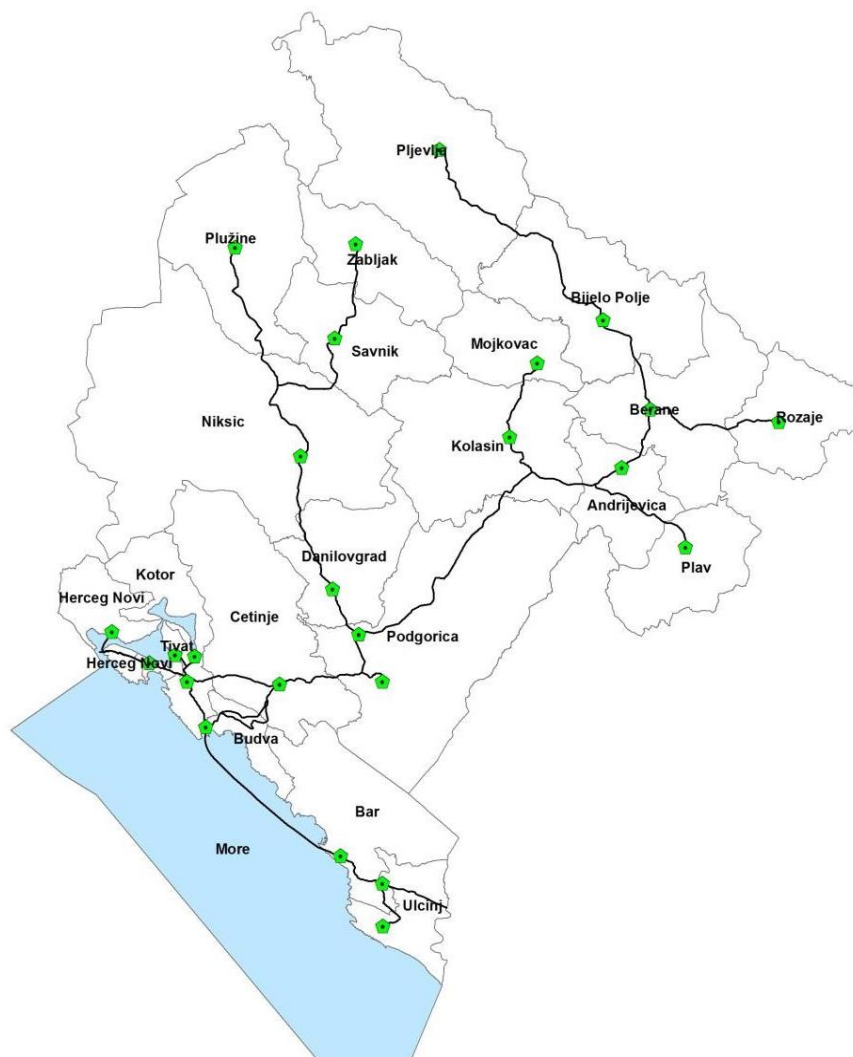 Pljevlja
Plužine
Zabljak
Bijelo Polje
Savnik
Mojkovac
Niksic
Berane
Rozaje
Kolasin
Andrijevica
Danilovgrad
Plav
Kotor
Herceg Novi
Cetinje
Podgorica
Tivat
Herceg Novi
Budva
Bar
More
Ulcinj